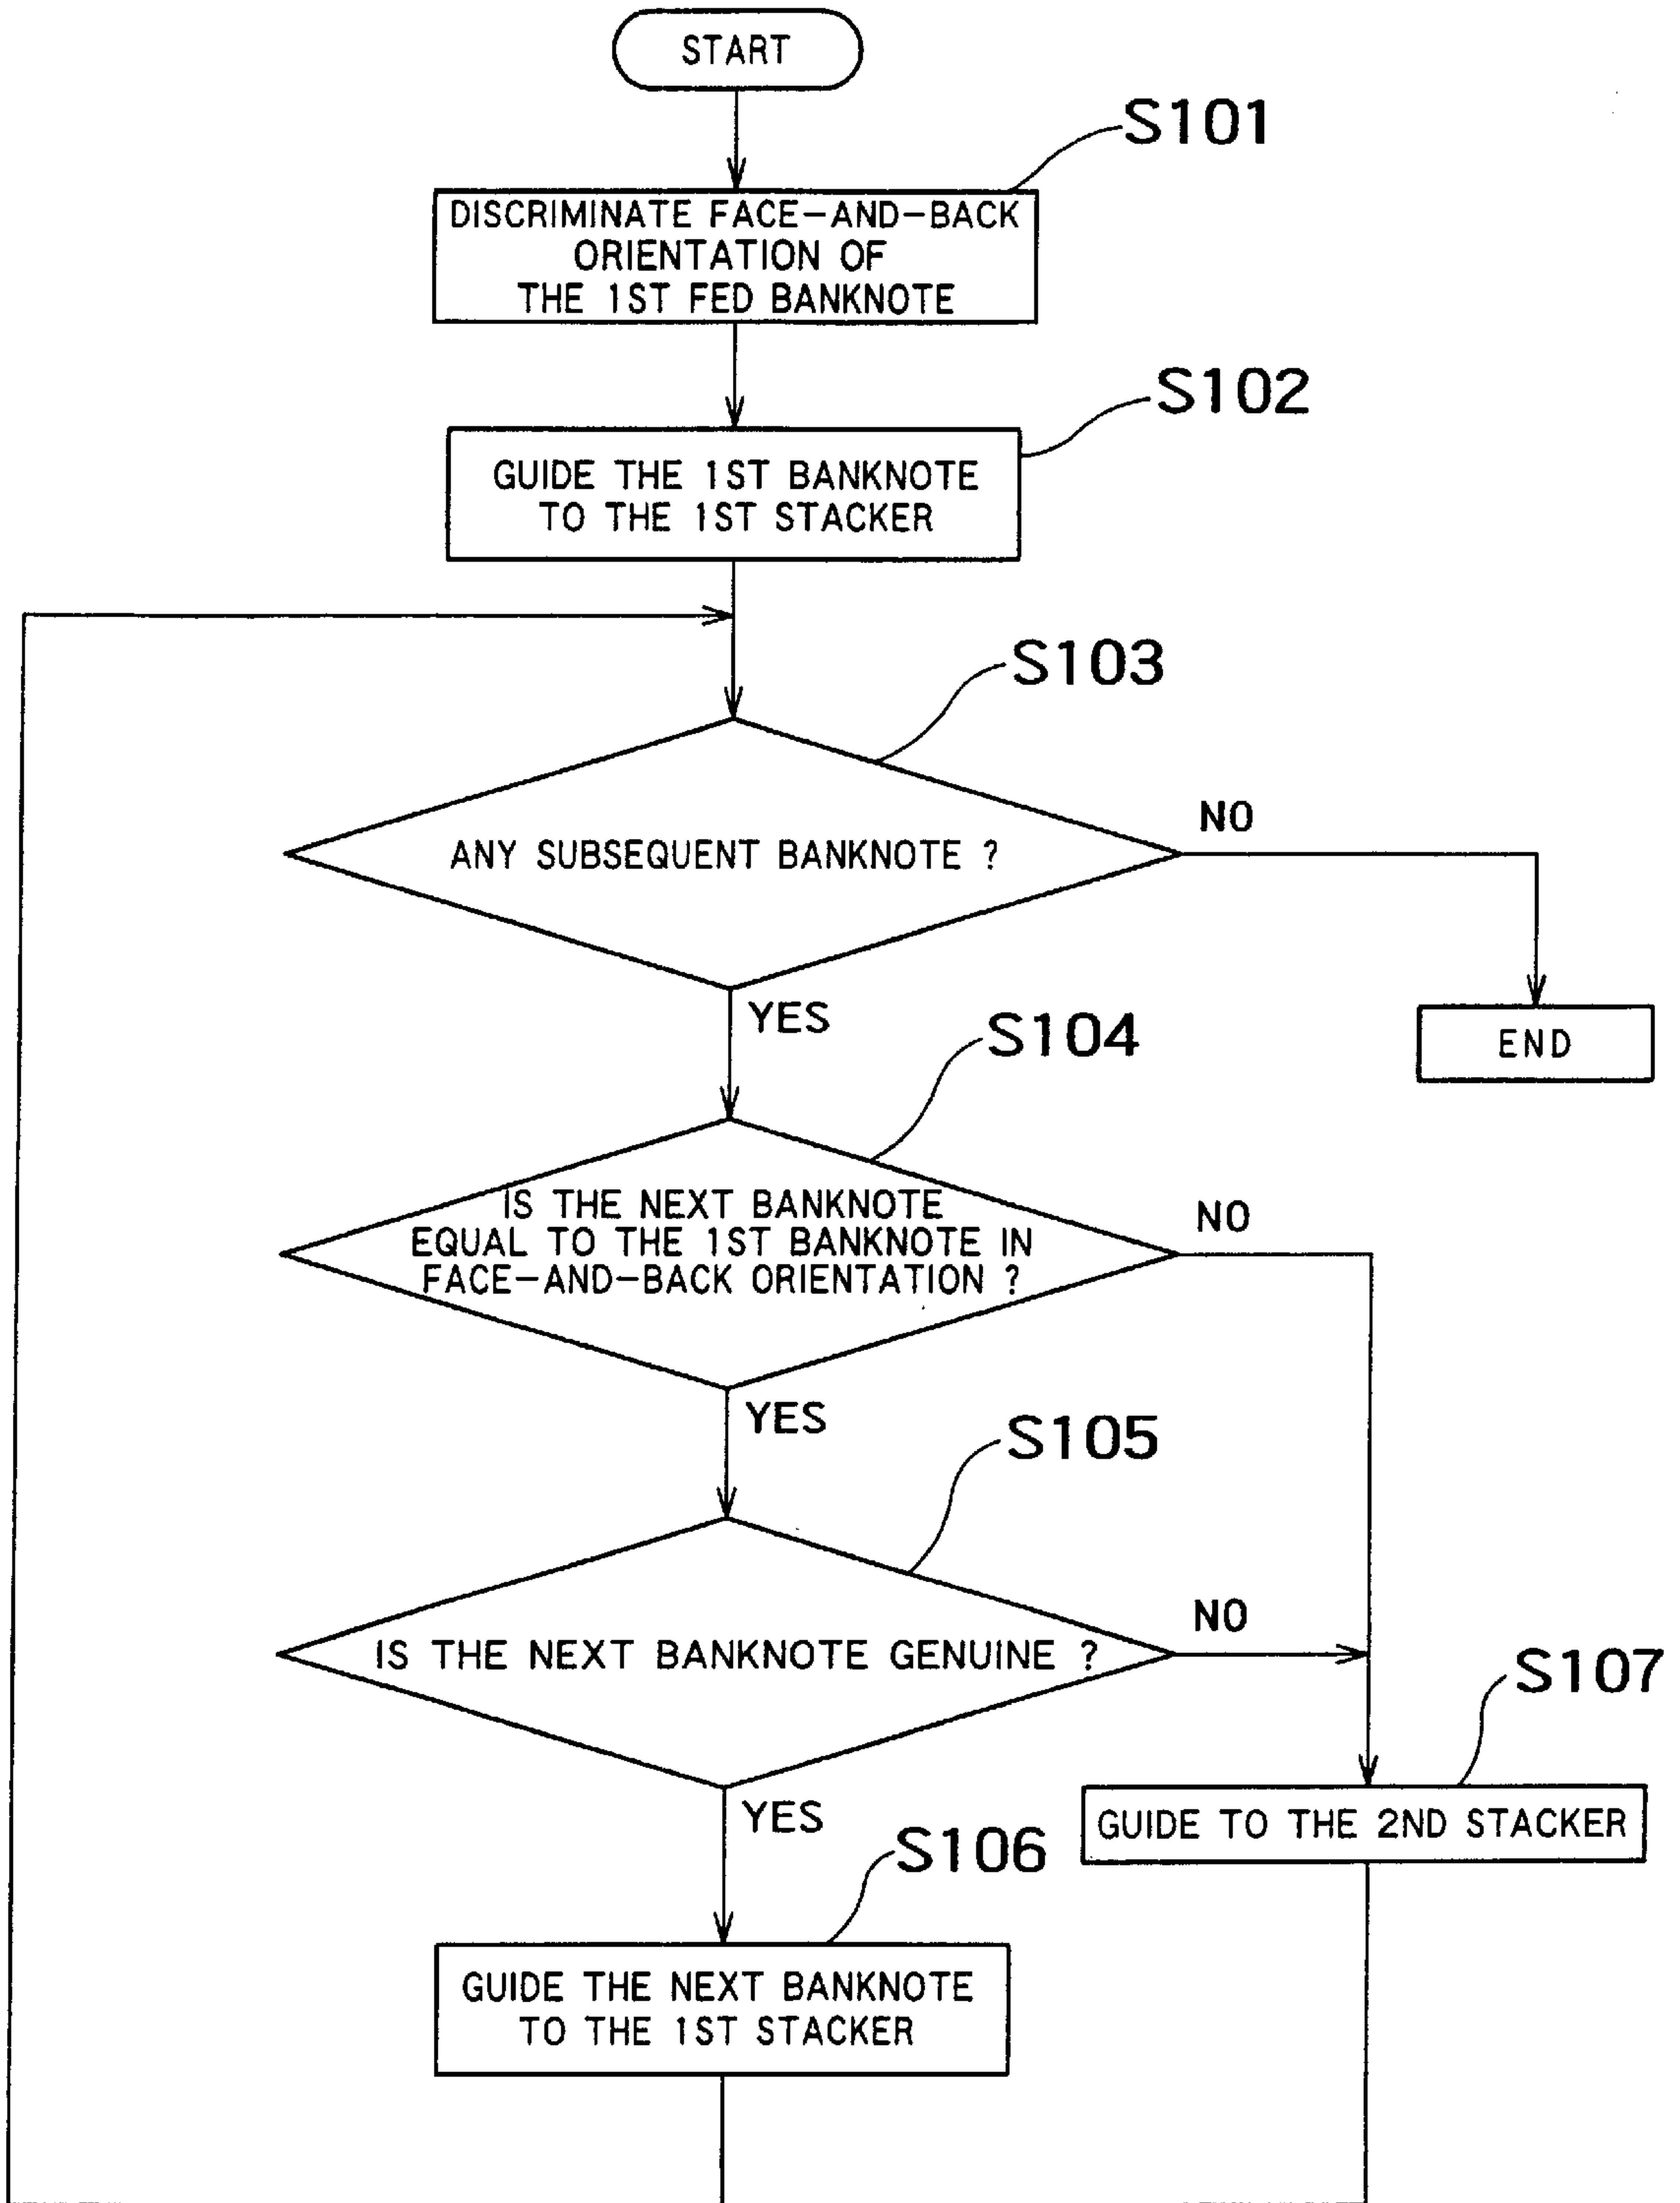 START
S101
DISCRIMINATE FACE-AND-BACK
ORIENTATION OF
THE 1ST FED BANKNOTE
S102
GUIDE THE 1ST BANKNOTE
TO THE 1ST STACKER
S103
ANY SUBSEQUENT BANKNOTE ?
NO
YES
END
S104
IS THE NEXT BANKNOTE
EQUAL TO THE 1ST BANKNOTE IN
FACE-AND-BACK ORIENTATION ?
NO
YES
S105
IS THE NEXT BANKNOTE GENUINE ?
NO
YES
S107
GUIDE TO THE 2ND STACKER
S106
GUIDE THE NEXT BANKNOTE
TO THE 1ST STACKER